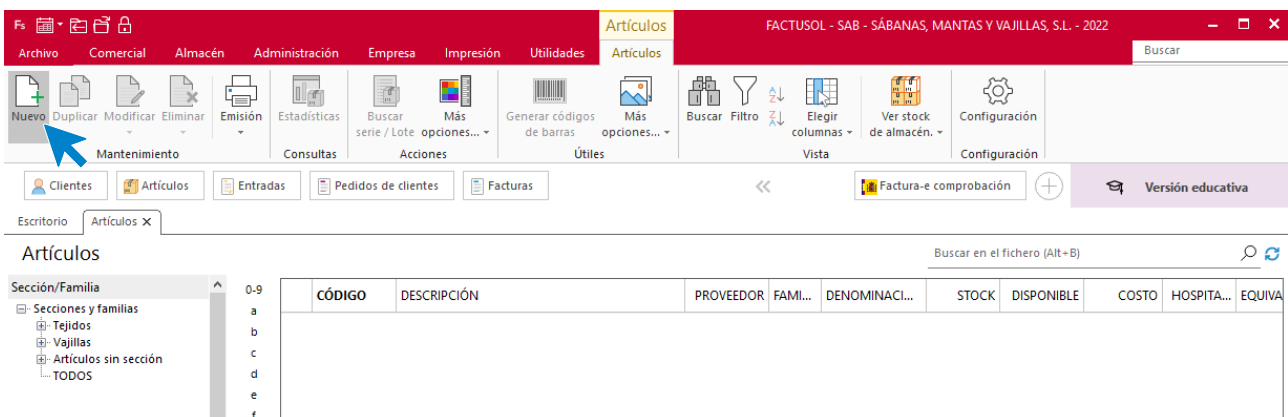 Fs
Artículos
FACTUSOL - SAB - SÁBANAS, MANTAS Y VAJILLAS, S.L. - 2022
Archivo Comercial Almacén Administración Empresa Impresión Utilidades Artículos
Buscar
Nuevo Duplicar Modificar Eliminar Emisión Estadísticas Buscar serie / Lote Más opciones... Generar códigos de barras Más opciones... Buscar Filtro Elegir columnas Ver stock de almacén. Configuración
Mantenimiento Consultas Acciones Útiles Vista Configuración
Clientes Artículos Entradas Pedidos de clientes Facturas Factura-e comprobación Versión educativa
Escritorio Artículos
Artículos
Buscar en el fichero (Alt+B)
Sección/Familia
Secciones y familias
Tejidos
Vajillas
Artículos sin sección
TODOS
0-9
a
b
c
d
e
f
CÓDIGO DESCRIPCIÓN PROVEEDOR FAMI... DENOMINACI... STOCK DISPONIBLE COSTO HOSPITA... EQUIVA